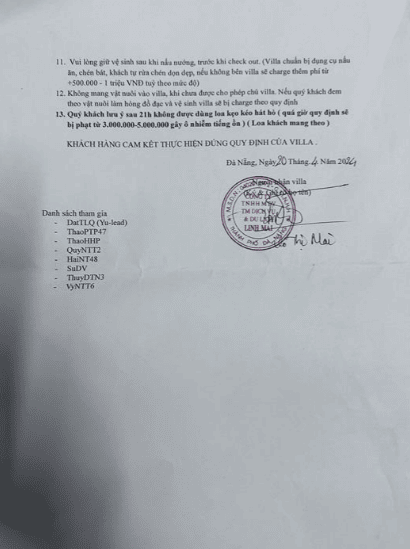 11. Vui lòng giữ vệ sinh sau khi nấu nướng, trước khi check out. (Villa chuẩn bị dụng cụ nấu
ăn, chén bát, khách tự rửa chén dọn dẹp, nếu không bên villa sẽ charge thêm phí từ
+500.000 - 1 triệu VNĐ tuỳ theo mức độ)
12. Không mang vật nuôi vào villa, khi chưa được cho phép chủ villa. Nếu quý khách đem
theo vật nuôi làm hỏng đồ đạc và vệ sinh villa sẽ bị charge theo quy định
13. Quý khách lưu ý sau 21h không được dùng loa kẹo kéo hát hò ( quá giờ quy định sẽ
bị phạt từ 3.000.000-5.000.000 gây ô nhiễm tiếng ồn ) ( Loa khách mang theo )
KHÁCH HÀNG CAM KẾT THỰC HIỆN ĐÚNG QUY ĐỊNH CỦA VILLA .
Đà Nẵng, Ngày 20 Tháng 4 Năm 2024
nhận villa
CÔNG TY
TNHH MTV
TM DỊCH VỤ
& DU LỊCH
LINH MAI
Thị Mai
Danh sách tham gia
- DatTLQ (Yu-lead)
- ThaoPTP47
- ThaoHHP
- QuyNTT2
- HaiNT48
- SuDV
- ThuyDTN3
- VyNTT6